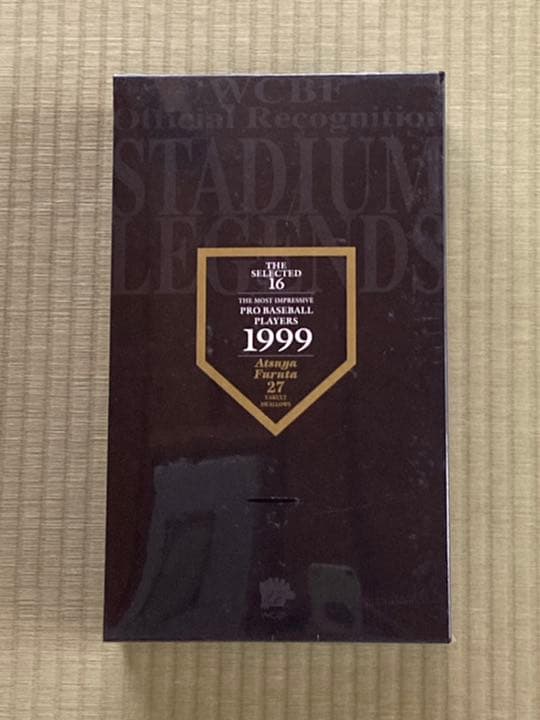 WCBF
Official Recognition
STADIUM
LEGENDS
THE
SELECTED
16
THE MOST IMPRESSIVE
PRO BASEBALL
PLAYERS
1999
Atsuya
Furuta
27
YAKULT
SWALLOWS